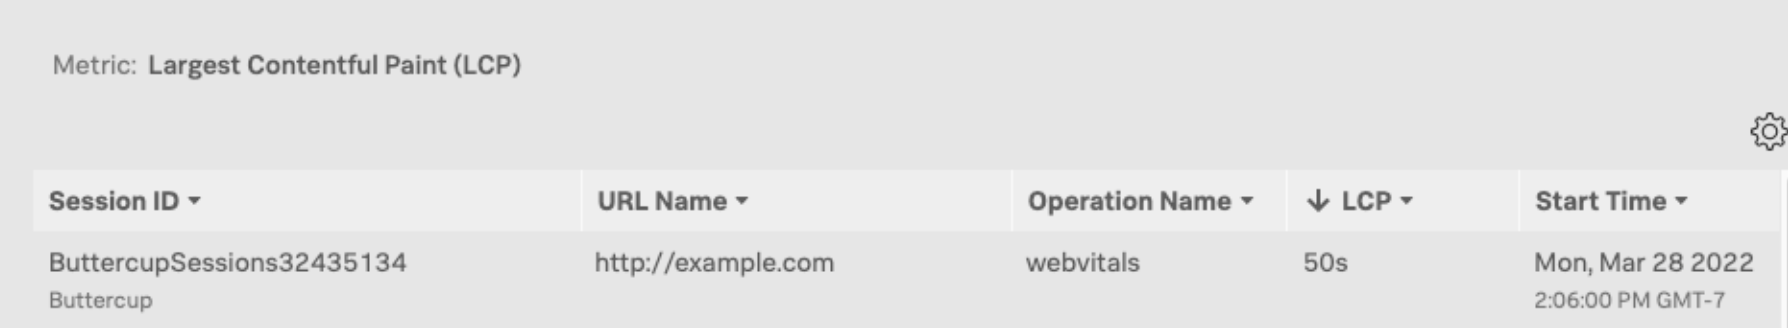 Metric: Largest Contentful Paint (LCP)
Session ID URL Name Operation Name LCP Start Time
ButtercupSessions32435134 http://example.com webvitals 50s Mon, Mar 28 2022
Buttercup 2:06:00 PM GMT-7